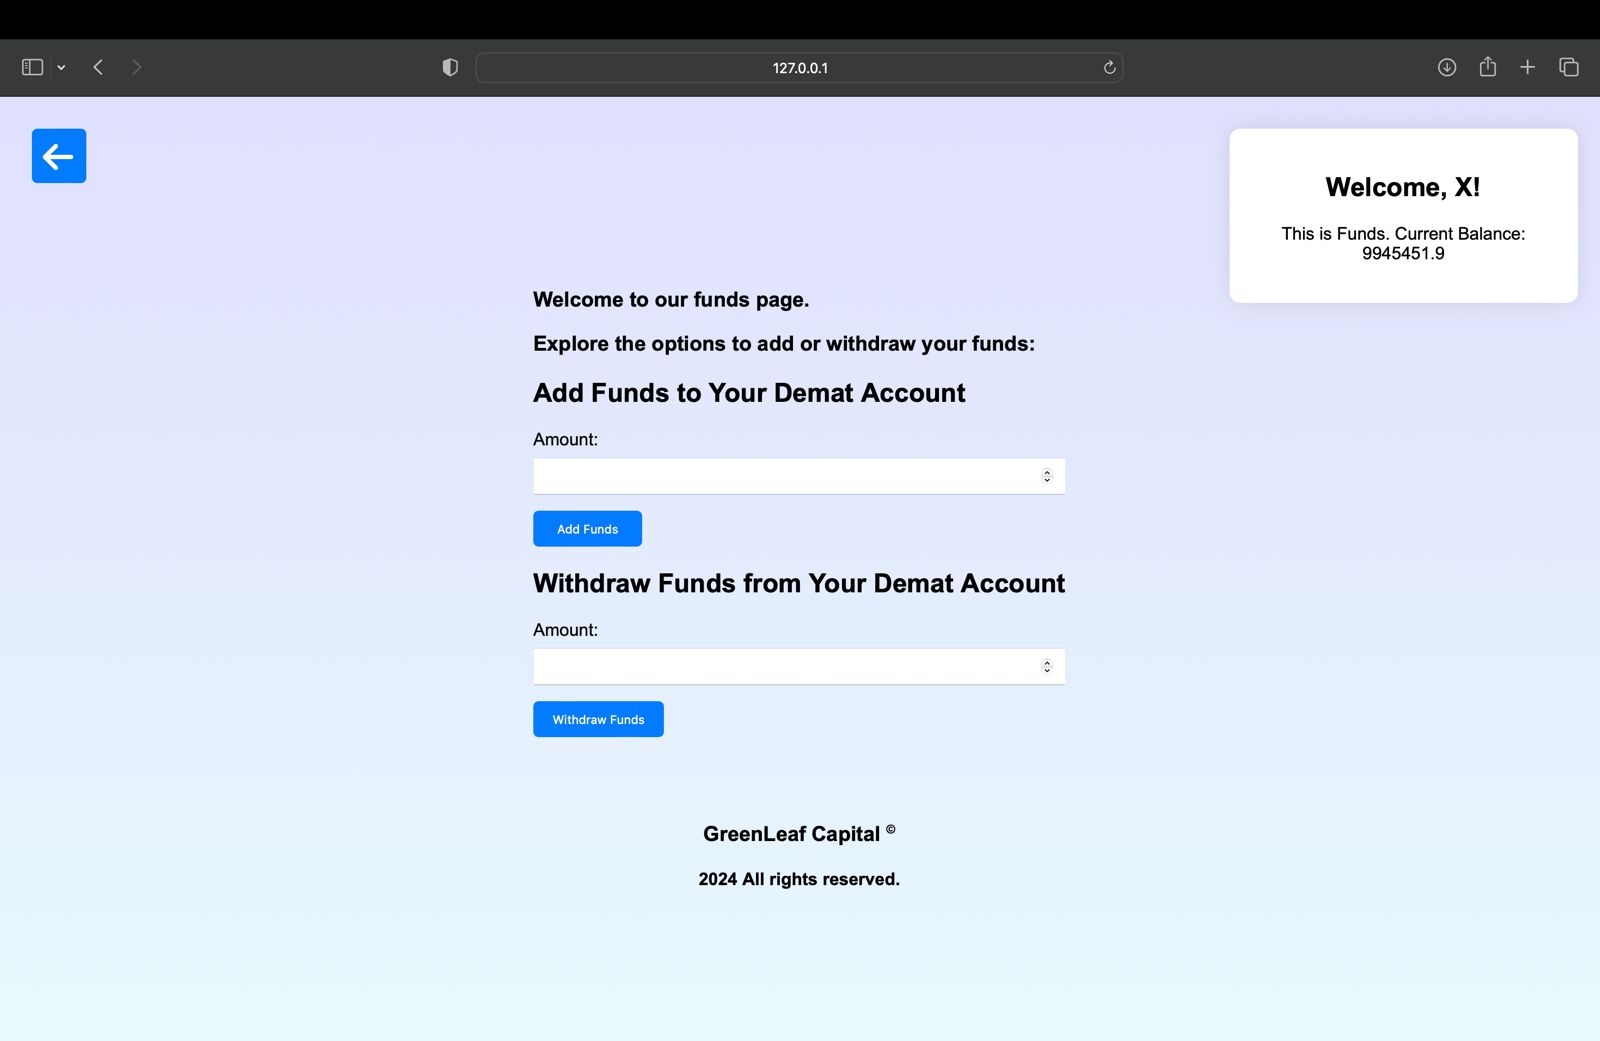 127.0.0.1
Welcome, X!
This is Funds. Current Balance:
9945451.9
Welcome to our funds page.
Explore the options to add or withdraw your funds:
Add Funds to Your Demat Account
Amount:
Add Funds
Withdraw Funds from Your Demat Account
Amount:
Withdraw Funds
GreenLeaf Capital ©
2024 All rights reserved.